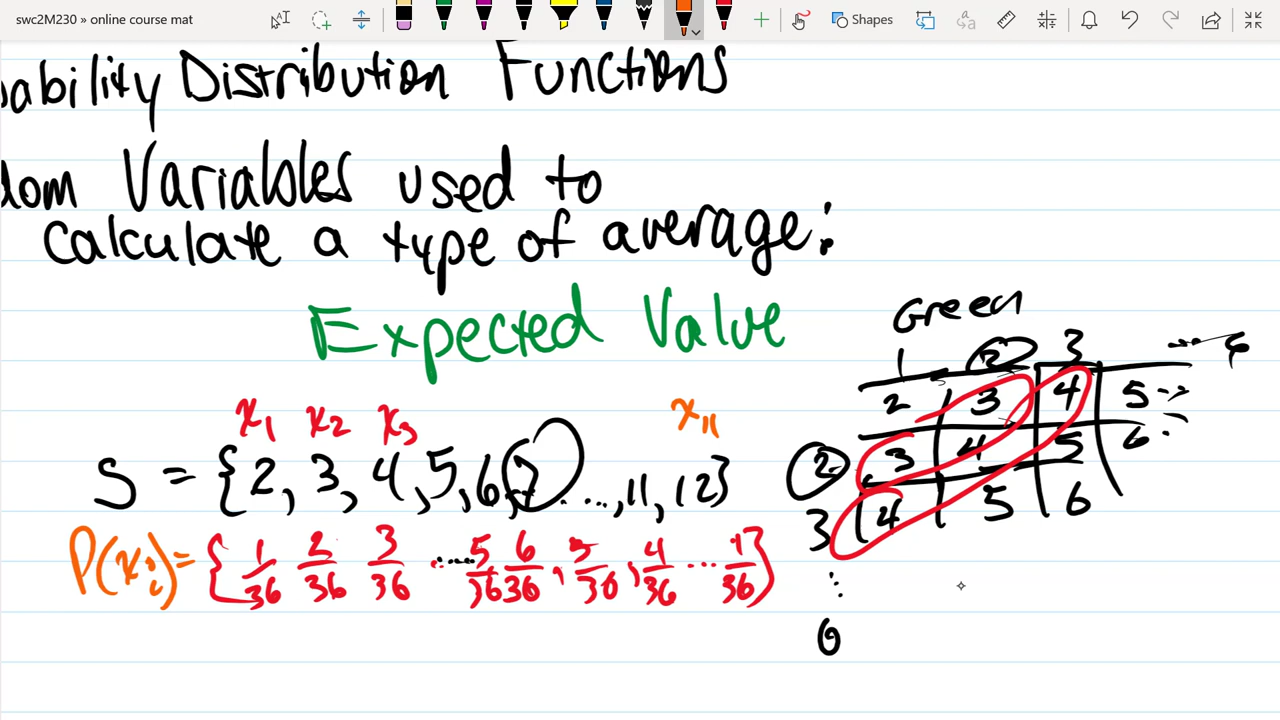 swc2M230 » online course mat
Shapes
bability Distribution Functions
dom Variables used to
calculate a type of average:
Expected Value
Green
1 2 3 ... 6
2 3 4 5 ...
2 3 4 5 6 ...
3 4 5 6
⋮
6
x₁ x₂ x₃ x₁₁
S = {2, 3, 4, 5, 6, 7, ..., 11, 12}
P(xᵢ) = { 1/36 2/36 3/36 ... 5/36 6/36, 5/36, 4/36 ... 1/36 }